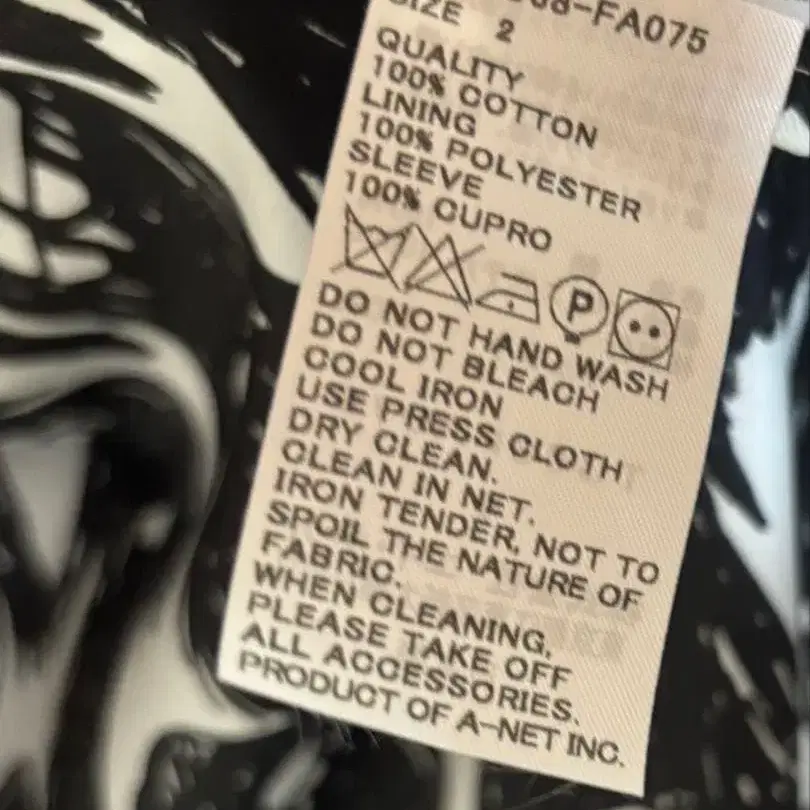 SIZE 2
-FA075
QUALITY
100% COTTON
LINING
100% POLYESTER
SLEEVE
100% CUPRO
P
DO NOT HAND WASH
DO NOT BLEACH
COOL IRON
USE PRESS CLOTH
DRY CLEAN.
CLEAN IN NET.
IRON TENDER, NOT TO
SPOIL THE NATURE OF
FABRIC.
WHEN CLEANING,
PLEASE TAKE OFF
ALL ACCESSORIES.
PRODUCT OF A-NET INC.